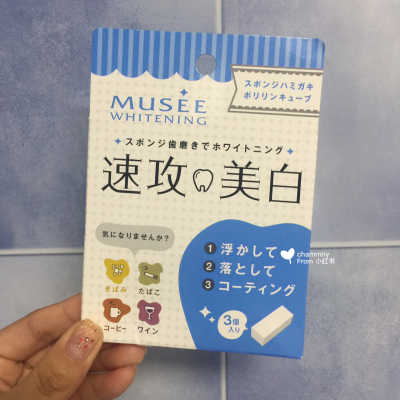 スポンジハミガキ
ポリリンキューブ
MUSEE
WHITENING
スポンジ歯磨きでホワイトニング
速攻美白
気になりませんか?
きばみ
たばこ
コーヒー
ワイン
1 浮かして
2 落として
3 コーティング
3個
入り
chammmy
From 小红书